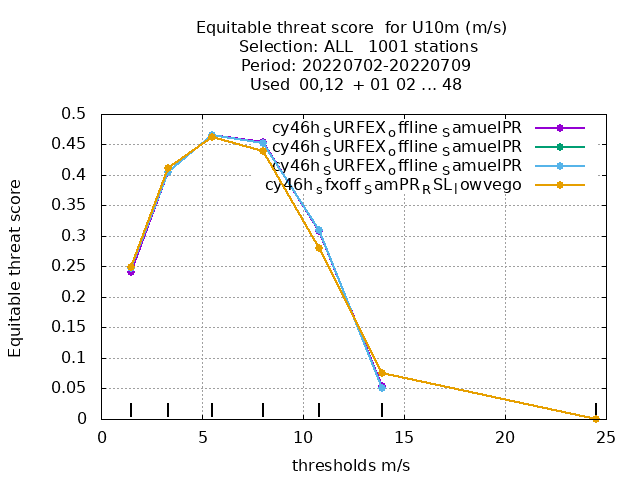 Equitable threat score for U10m (m/s)
Selection: ALL 1001 stations
Period: 20220702-20220709
Used 00,12 + 01 02 ... 48
cy46h_SURFEX_offline_SamuelPR
cy46h_SURFEX_offline_SamuelPR
cy46h_SURFEX_offline_SamuelPR
cy46h_sfxoff_SamPR_RSL_lowvego
Equitable threat score
0.5
0.45
0.4
0.35
0.3
0.25
0.2
0.15
0.1
0.05
0
0 5 10 15 20 25
thresholds m/s